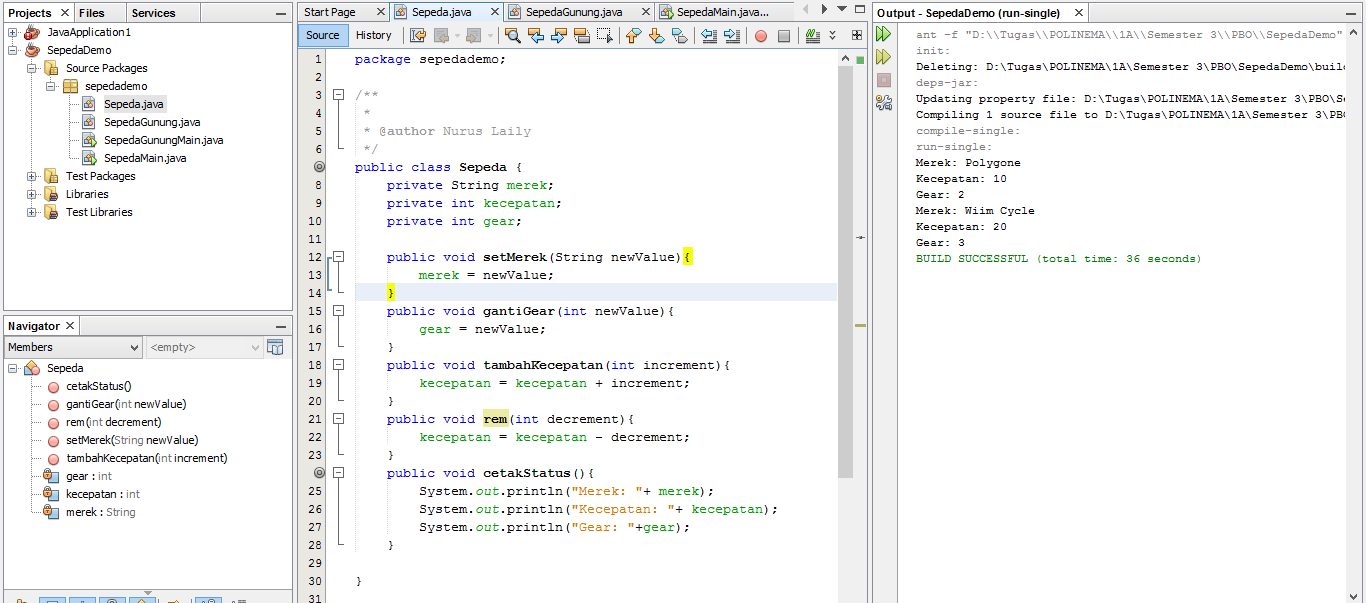 Projects
Files
Services
JavaApplication1
SepedaDemo
Source Packages
sepedademo
Sepeda.java
SepedaGunung.java
SepedaGunungMain.java
SepedaMain.java
Test Packages
Libraries
Test Libraries
Navigator
Members
<empty>
Sepeda
cetakStatus()
gantiGear(int newValue)
rem(int decrement)
setMerek(String newValue)
tambahKecepatan(int increment)
gear : int
kecepatan : int
merek : String
Start Page
Sepeda.java
SepedaGunung.java
SepedaMain.java...
Source
History
1 package sepedademo;
2
3 /**
4 *
5 * @author Nurus Laily
6 */
public class Sepeda {
8 private String merek;
9 private int kecepatan;
10 private int gear;
11
12 public void setMerek(String newValue){
13 merek = newValue;
14 }
15 public void gantiGear(int newValue){
16 gear = newValue;
17 }
18 public void tambahKecepatan(int increment){
19 kecepatan = kecepatan + increment;
20 }
21 public void rem(int decrement){
22 kecepatan = kecepatan - decrement;
23 }
public void cetakStatus(){
25 System.out.println("Merek: "+ merek);
26 System.out.println("Kecepatan: "+ kecepatan);
27 System.out.println("Gear: "+gear);
28 }
29
30 }
31
Output - SepedaDemo (run-single)
ant -f "D:\\Tugas\\POLINEMA\\1A\\Semester 3\\PBO\\SepedaDemo"
init:
Deleting: D:\Tugas\POLINEMA\1A\Semester 3\PBO\SepedaDemo\buil
deps-jar:
Updating property file: D:\Tugas\POLINEMA\1A\Semester 3\PBO\Se
Compiling 1 source file to D:\Tugas\POLINEMA\1A\Semester 3\PB
compile-single:
run-single:
Merek: Polygone
Kecepatan: 10
Gear: 2
Merek: Wiim Cycle
Kecepatan: 20
Gear: 3
BUILD SUCCESSFUL (total time: 36 seconds)